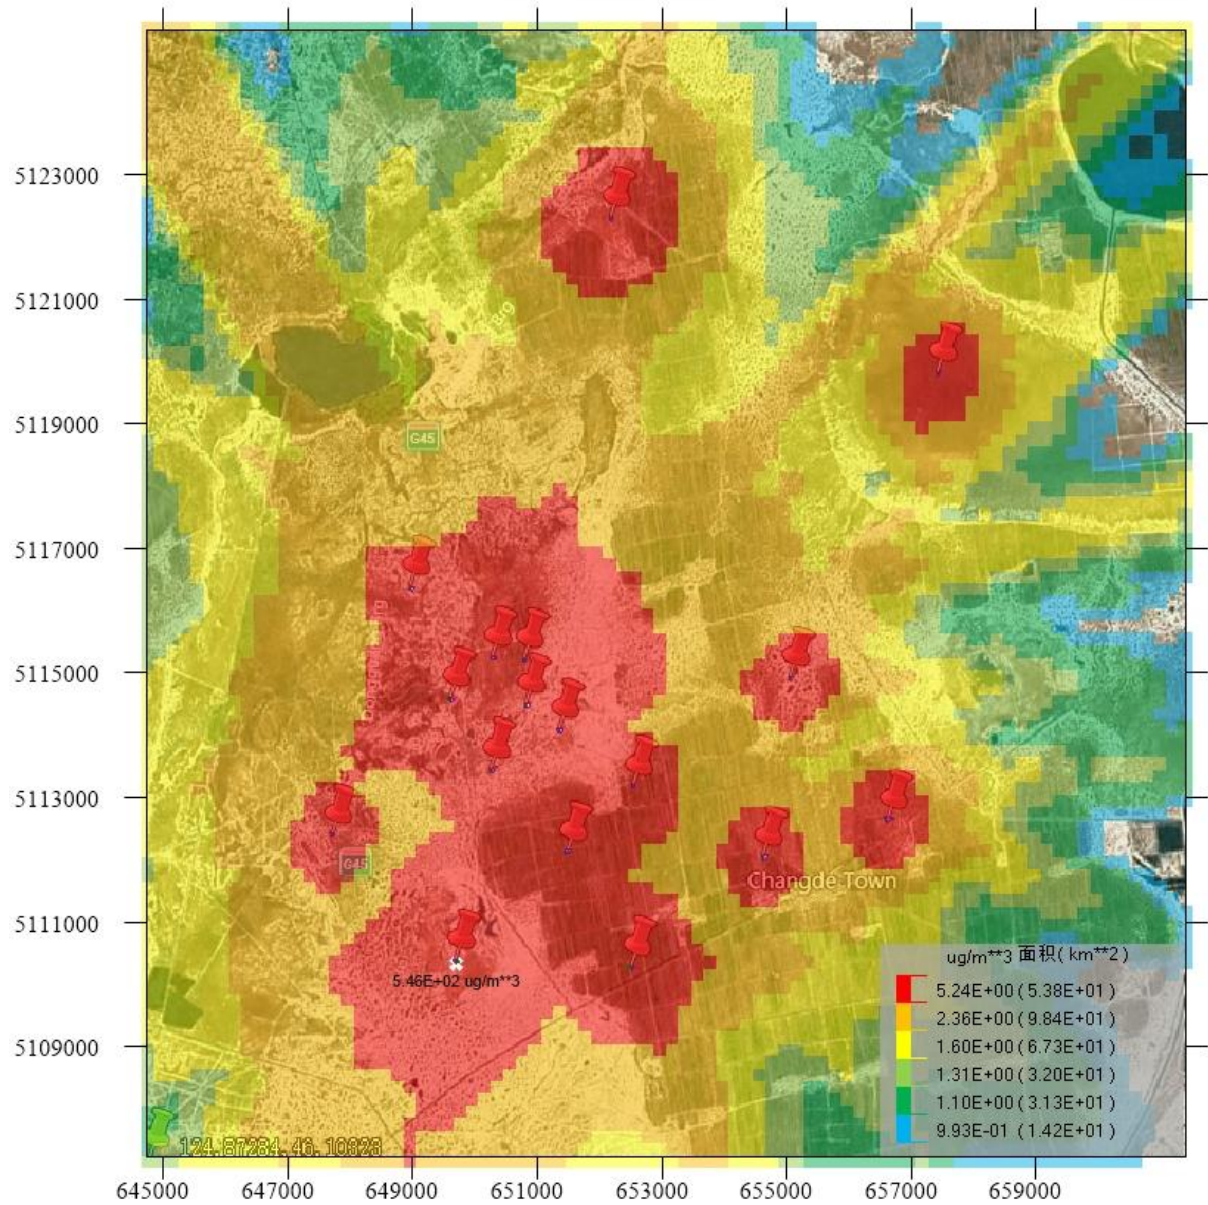 5123000
5121000
5119000
G45
5117000
5115000
5113000
G45
Changde Town
5111000
5.46E+02 ug/m**3
ug/m**3 面积( km**2)
5.24E+00 ( 5.38E+01 )
2.36E+00 ( 9.84E+01 )
1.60E+00 ( 6.73E+01 )
1.31E+00 ( 3.20E+01 )
1.10E+00 ( 3.13E+01 )
9.93E-01 ( 1.42E+01 )
5109000
124.87284,46.10328
645000 647000 649000 651000 653000 655000 657000 659000